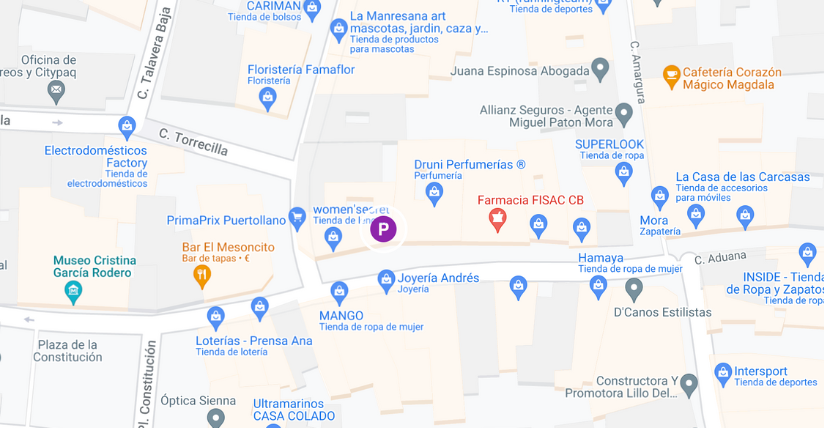 CARIMAN
Tienda de bolsos
La Manresana art
mascotas, jardin, caza y...
Tienda de productos
para mascotas
Tienda de deportes
Oficina de
reos y Citypaq
C. Talavera Baja
Floristería Famaflor
Floristería
Juana Espinosa Abogada
C. Amargura
Cafetería Corazón
Mágico Magdala
Allianz Seguros - Agente
Miguel Paton Mora
C. Torrecilla
Electrodomésticos
Factory
Tienda de
electrodomésticos
SUPERLOOK
Tienda de ropa
Druni Perfumerías ®
Perfumería
La Casa de las Carcasas
Tienda de accesorios
para móviles
Farmacia FISAC CB
PrimaPrix Puertollano
women'secret
Tienda de
P
Mora
Zapatería
Bar El Mesoncito
Bar de tapas • €
Museo Cristina
García Rodero
Hamaya
Tienda de ropa de mujer
C. Aduana
Joyería Andrés
Joyería
INSIDE - Tienda
de Ropa y Zapatos
Tienda de ropa
MANGO
Tienda de ropa de mujer
D'Canos Estilistas
Loterías - Prensa Ana
Tienda de lotería
Plaza de la
Constitución
Pl. Constitución
Intersport
Tienda de deportes
Constructora Y
Promotora Lillo Del...
Óptica Sienna
Ultramarinos
CASA COLADO